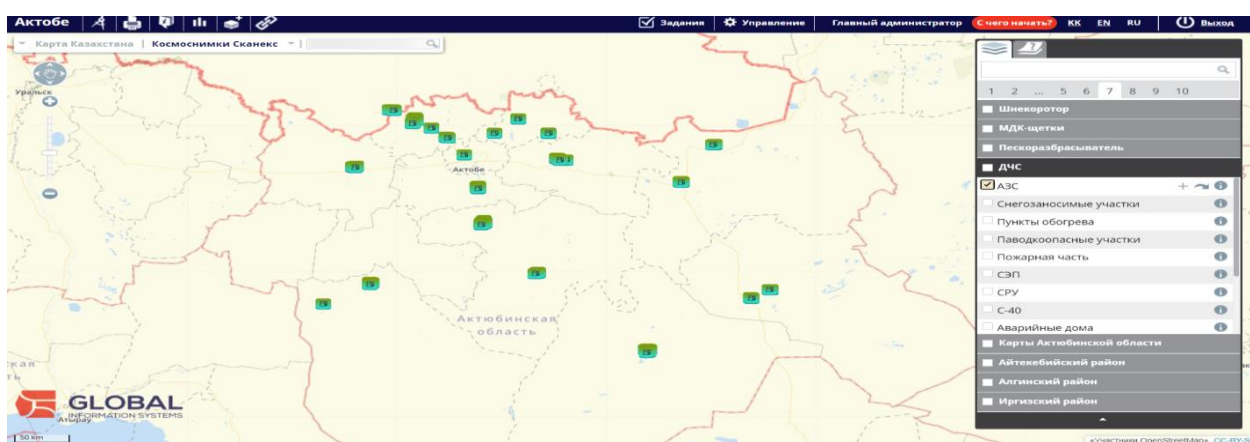 Актобе
Задания
Управление
Главный администратор
С чего начать?
KK EN RU
Выход
Карта Казахстана | Космоснимки Сканекс
Уральск
Актобе
Актюбинская
область
GLOBAL
INFORMATION SYSTEMS
Атырау
50 km
1 2 ... 5 6 7 8 9 10
Шнекоротор
МДК-щетки
Пескоразбрасыватель
ДЧС
АЗС
Снегозаносимые участки
Пункты обогрева
Паводкоопасные участки
Пожарная часть
СЭП
СРУ
С-40
Аварийные дома
Карты Актюбинской области
Айтекебийский район
Алгинский район
Иргизский район
«Участники OpenStreetMap» CC-BY-S